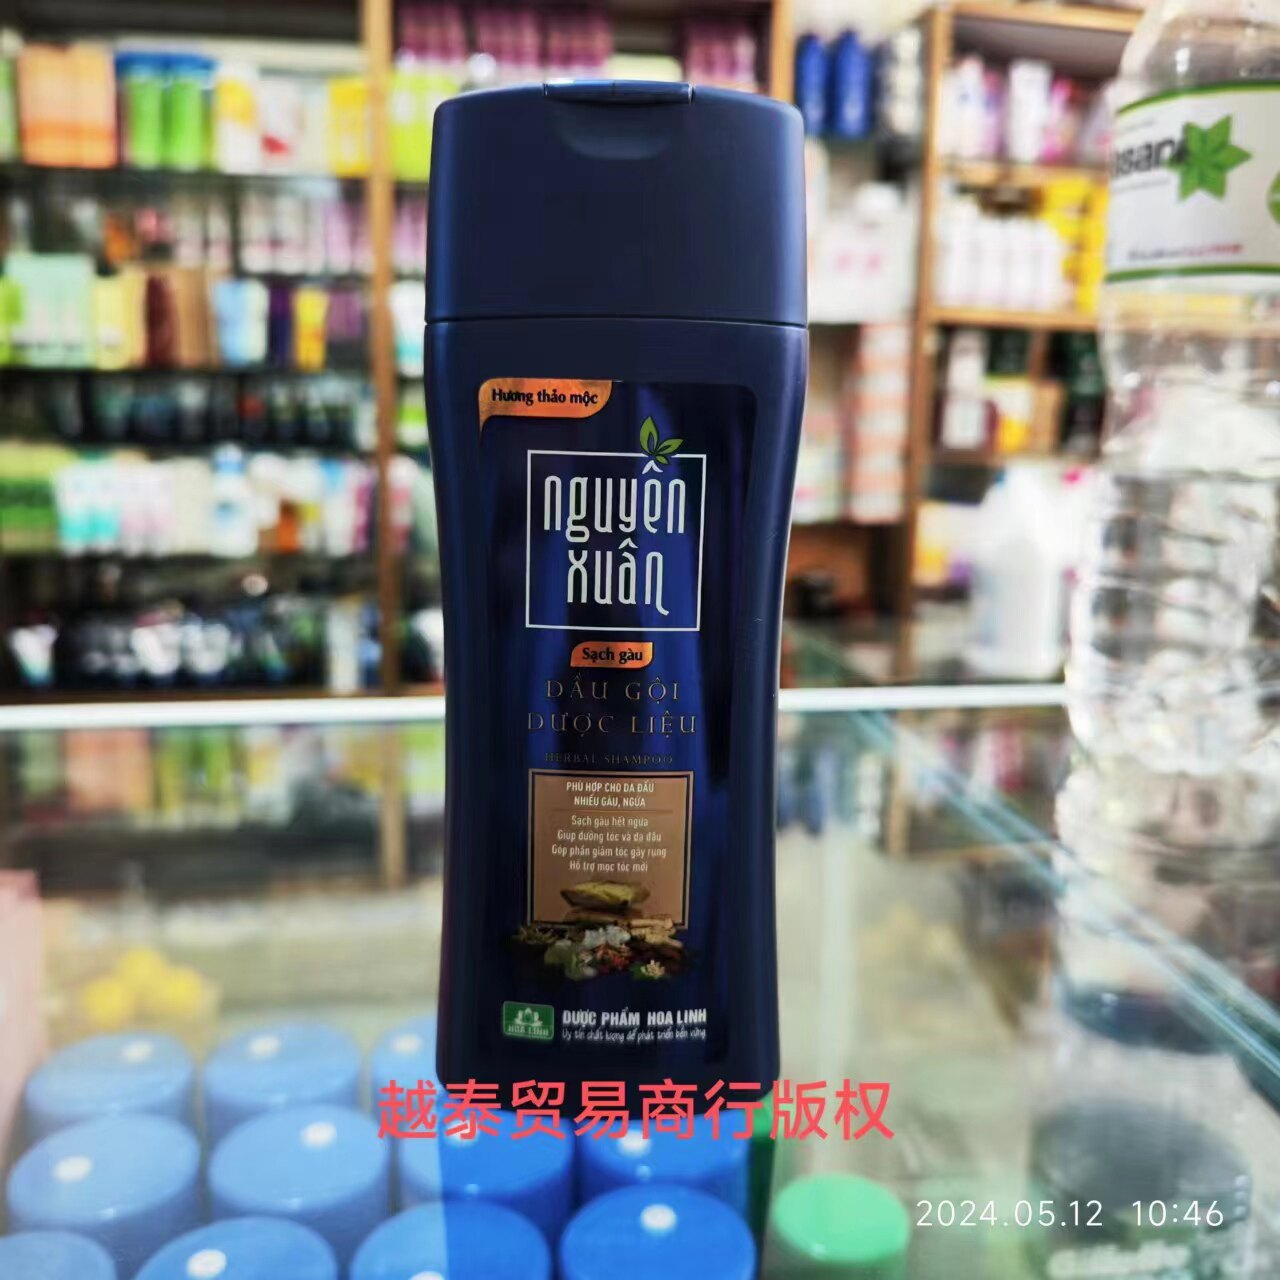 Hương thảo mộc
nguyên
xuân
Sạch gàu
DẦU GỘI
DƯỢC LIỆU
HERBAL SHAMPOO
PHÙ HỢP CHO DA ĐẦU
NHIỀU GÀU, NGỨA
Sạch gàu hết ngứa
Giúp dưỡng tóc và da đầu
Góp phần giảm tóc gãy rụng
Hỗ trợ mọc tóc mới
HOA LINH
DƯỢC PHẨM HOA LINH
Uy tín chất lượng để phát triển bền vững
越泰贸易商行版权
2024.05.12 10:46